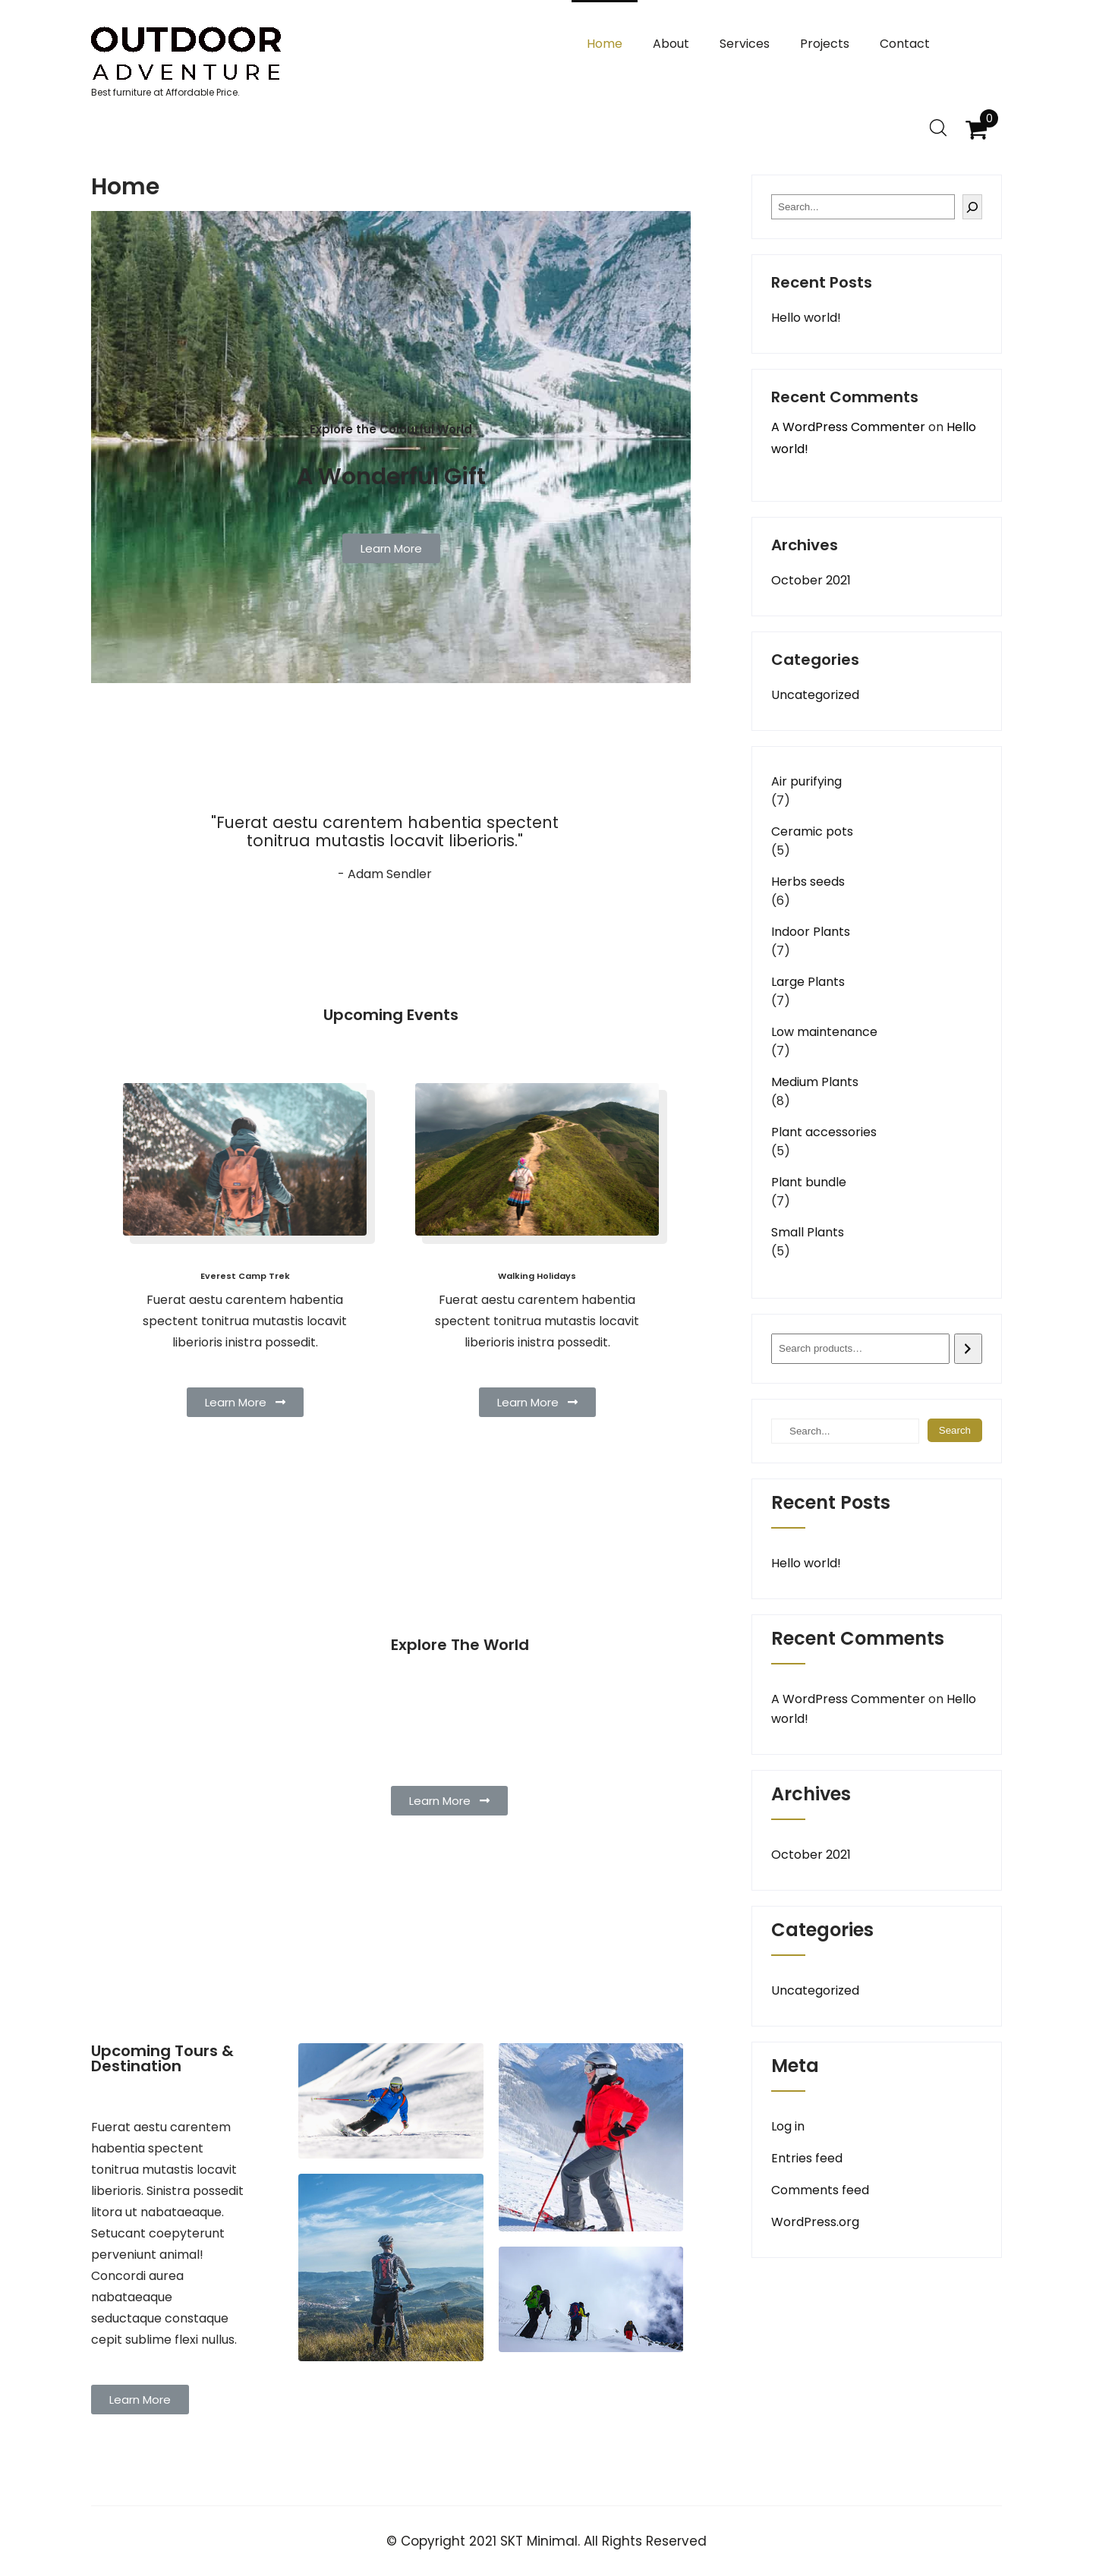 OUTDOOR
ADVENTURE
Best furniture at Affordable Price.
Home
About
Services
Projects
Contact
0
Home
Explore the Colourful World
A Wonderful Gift
Learn More
"Fuerat aestu carentem habentia spectent
tonitrua mutastis locavit liberioris."
- Adam Sendler
Upcoming Events
Everest Camp Trek
Fuerat aestu carentem habentia
spectent tonitrua mutastis locavit
liberioris inistra possedit.
Learn More
Walking Holidays
Fuerat aestu carentem habentia
spectent tonitrua mutastis locavit
liberioris inistra possedit.
Learn More
Explore The World
Learn More
Upcoming Tours &
Destination
Fuerat aestu carentem
habentia spectent
tonitrua mutastis locavit
liberioris. Sinistra possedit
litora ut nabataeaque.
Setucant coepyterunt
perveniunt animal!
Concordi aurea
nabataeaque
seductaque constaque
cepit sublime flexi nullus.
Learn More
Search...
Recent Posts
Hello world!
Recent Comments
A WordPress Commenter on Hello
world!
Archives
October 2021
Categories
Uncategorized
Air purifying
(7)
Ceramic pots
(5)
Herbs seeds
(6)
Indoor Plants
(7)
Large Plants
(7)
Low maintenance
(7)
Medium Plants
(8)
Plant accessories
(5)
Plant bundle
(7)
Small Plants
(5)
Search products…
Search...
Search
Recent Posts
Hello world!
Recent Comments
A WordPress Commenter on Hello
world!
Archives
October 2021
Categories
Uncategorized
Meta
Log in
Entries feed
Comments feed
WordPress.org
© Copyright 2021 SKT Minimal. All Rights Reserved